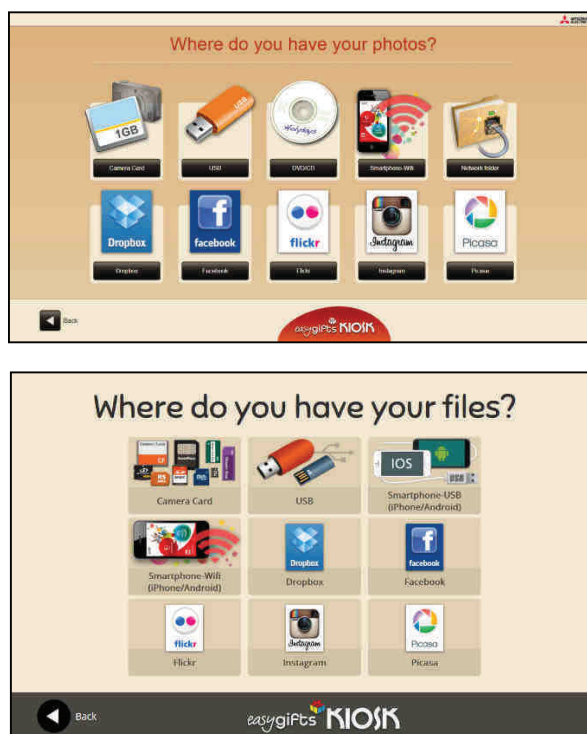 Where do you have your photos?
1GB
USB
Camera Card
USB
DVD/CD
Smartphone-Wifi
Network folder
Dropbox
facebook
flickr
Instagram
Picasa
Dropbox
Facebook
Flickr
Instagram
Picasa
Back
easygifts KIOSK
Where do you have your files?
IOS
USB
Camera Card
USB
Smartphone-USB
(iPhone/Android)
Dropbox
facebook
Smartphone-Wifi
(iPhone/Android)
Dropbox
Facebook
flickr
Instagram
Picasa
Flickr
Instagram
Picasa
Back
easygifts KIOSK